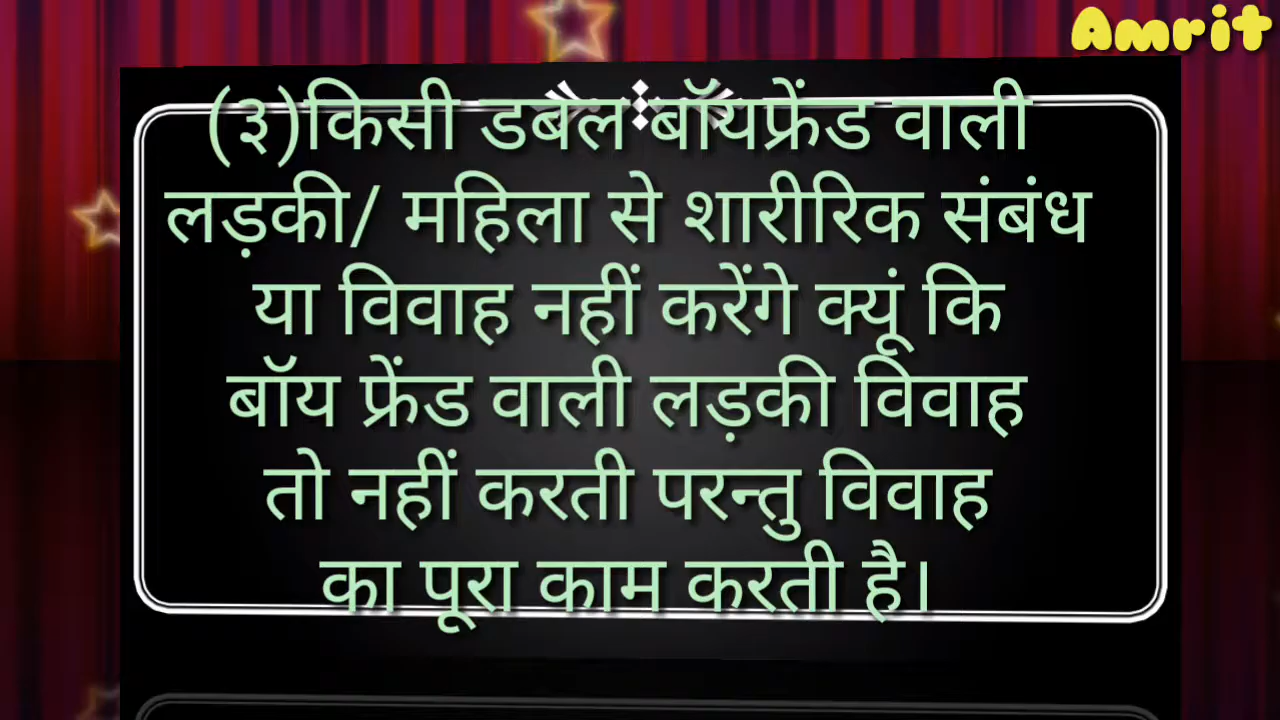 Amrit
(३)किसी डबल बॉयफ्रेंड वाली
लड़की/ महिला से शारीरिक संबंध
या विवाह नहीं करेंगे क्यूं कि
बॉय फ्रेंड वाली लड़की विवाह
तो नहीं करती परन्तु विवाह
का पूरा काम करती है।